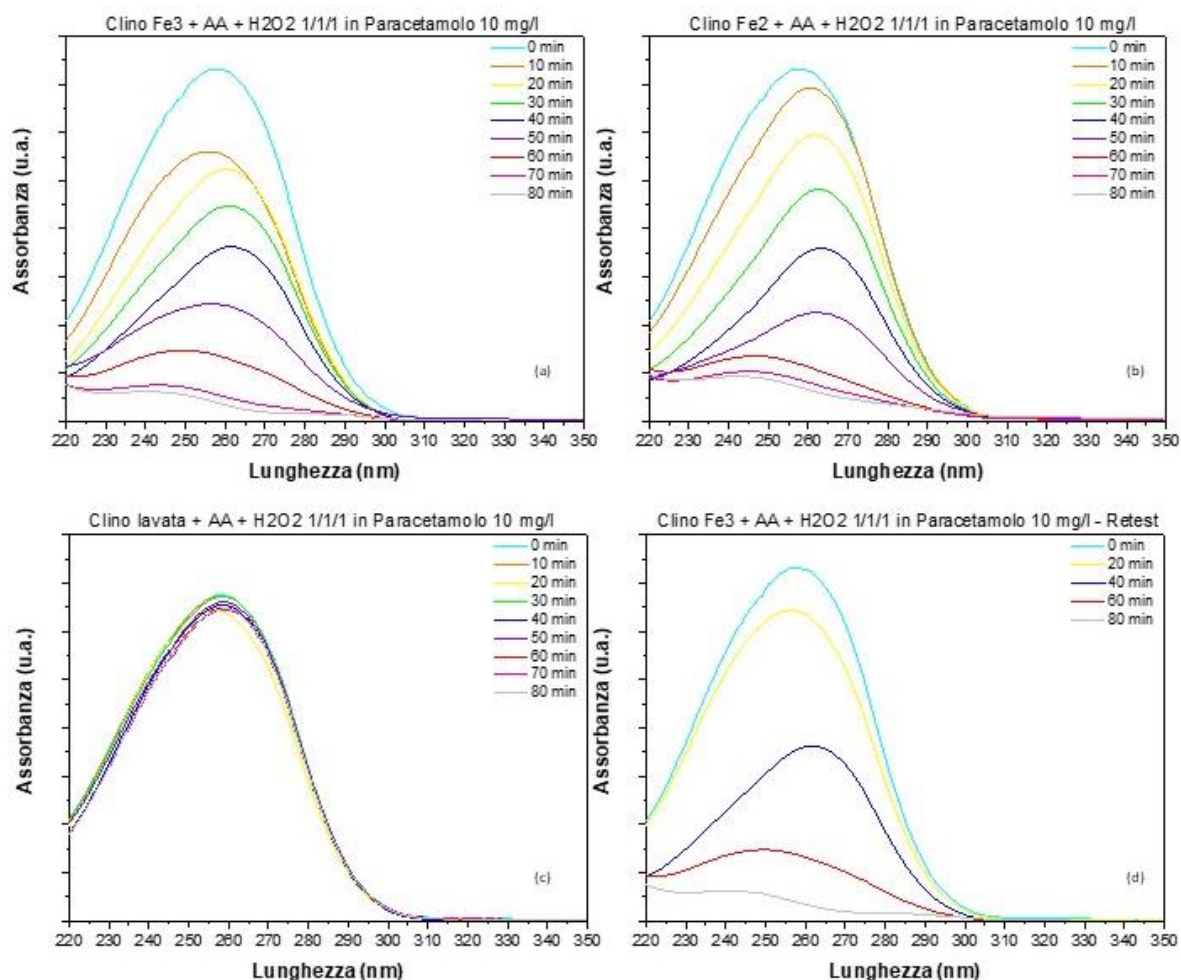 Clino Fe3 + AA + H2O2 1/1/1 in Paracetamolo 10 mg/l
0 min
10 min
20 min
30 min
40 min
50 min
60 min
70 min
80 min
Assorbanza (u.a.)
(a)
220 230 240 250 260 270 280 290 300 310 320 330 340 350
Lunghezza (nm)
Clino Fe2 + AA + H2O2 1/1/1 in Paracetamolo 10 mg/l
0 min
10 min
20 min
30 min
40 min
50 min
60 min
70 min
80 min
Assorbanza (u.a.)
(b)
220 230 240 250 260 270 280 290 300 310 320 330 340 350
Lunghezza (nm)
Clino lavata + AA + H2O2 1/1/1 in Paracetamolo 10 mg/l
0 min
10 min
20 min
30 min
40 min
50 min
60 min
70 min
80 min
Assorbanza (u.a.)
(c)
220 230 240 250 260 270 280 290 300 310 320 330 340 350
Lunghezza (nm)
Clino Fe3 + AA + H2O2 1/1/1 in Paracetamolo 10 mg/l - Retest
0 min
20 min
40 min
60 min
80 min
Assorbanza (u.a.)
(d)
220 230 240 250 260 270 280 290 300 310 320 330 340 350
Lunghezza (nm)